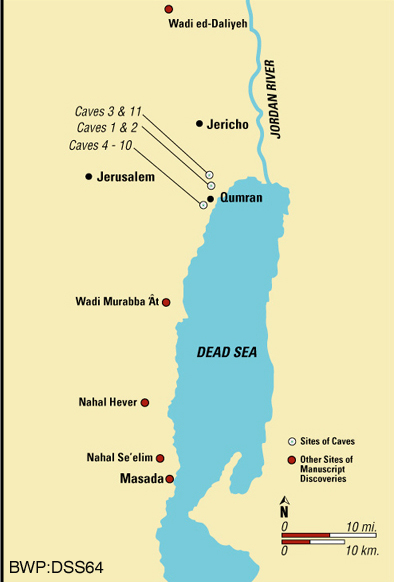 Wadi ed-Daliyeh
JORDAN RIVER
Caves 3 & 11
Caves 1 & 2
Caves 4 - 10
Jericho
Jerusalem
Qumran
Wadi Murabba 'Ât
DEAD SEA
Nahal Hever
Nahal Se'elim
Masada
Sites of Caves
Other Sites of
Manuscript
Discoveries
N
0 10 mi.
0 10 km.
BWP:DSS64